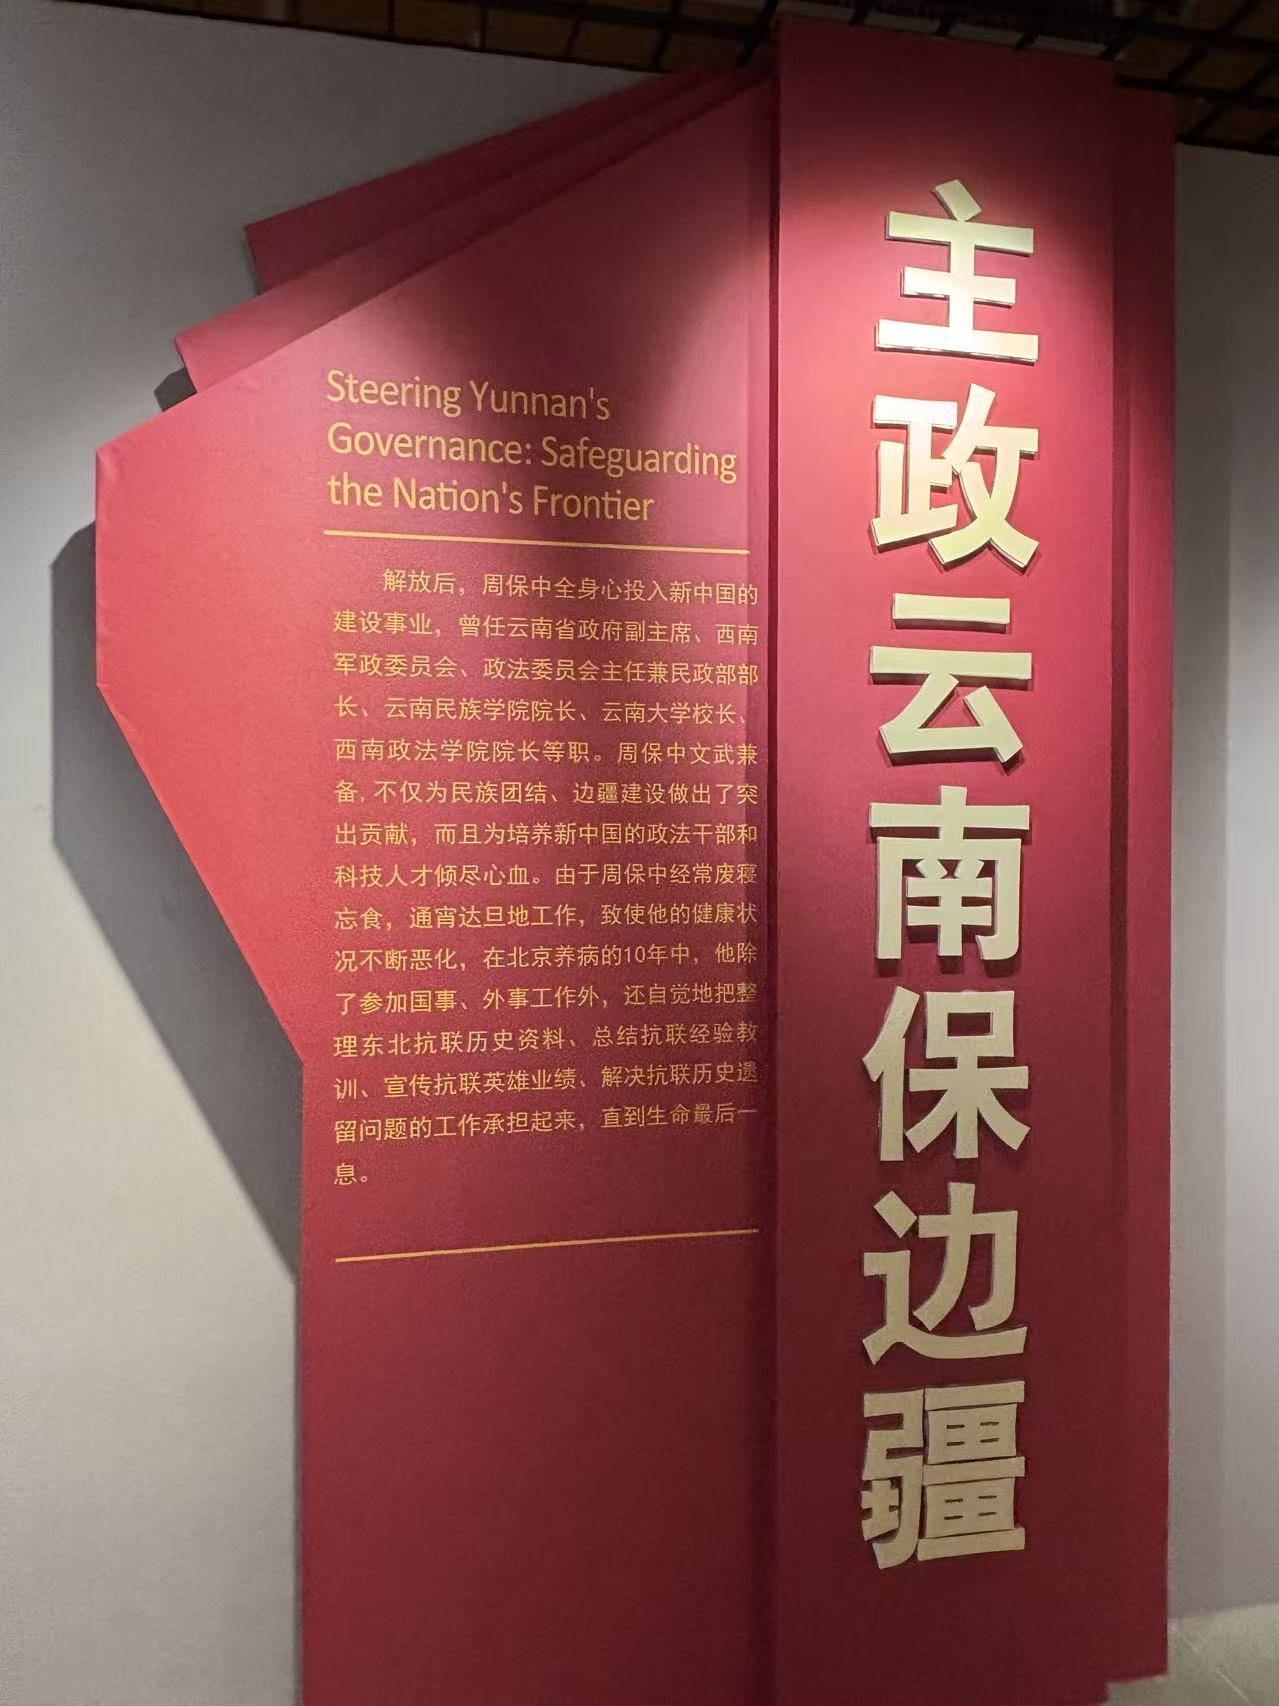 主政云南保边疆
Steering Yunnan's
Governance: Safeguarding
the Nation's Frontier
解放后，周保中全身心投入新中国的
建设事业，曾任云南省政府副主席、西南
军政委员会、政法委员会主任兼民政部部
长、云南民族学院院长、云南大学校长、
西南政法学院院长等职。周保中文武兼
备，不仅为民族团结、边疆建设做出了突
出贡献，而且为培养新中国的政法干部和
科技人才倾尽心血。由于周保中经常废寝
忘食，通宵达旦地工作，致使他的健康状
况不断恶化，在北京养病的10年中，他除
了参加国事、外事工作外，还自觉地把整
理东北抗联历史资料、总结抗联经验教
训、宣传抗联英雄业绩、解决抗联历史遗
留问题的工作承担起来，直到生命最后一
息。